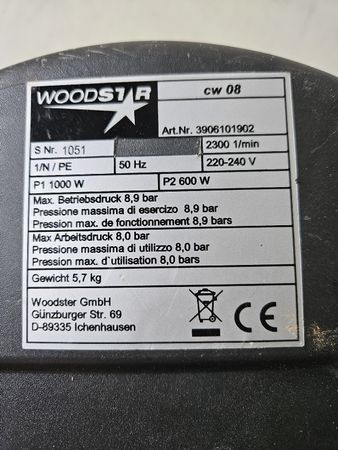 WOODSTAR
cw 08
Art.Nr. 3906101902
S Nr. 1051
2300 1/min
1/N / PE
50 Hz
220-240 V
P1 1000 W
P2 600 W
Max. Betriebsdruck 8,9 bar
Pressione massima di esercizo 8,9 bar
Pression max. de fonctionnement 8,9 bars
Max Arbeitsdruck 8,0 bar
Pressione massima di utilizzo 8,0 bar
Pression max. d`utilisation 8,0 bars
Gewicht 5,7 kg
Woodster GmbH
Günzburger Str. 69
D-89335 Ichenhausen
CE